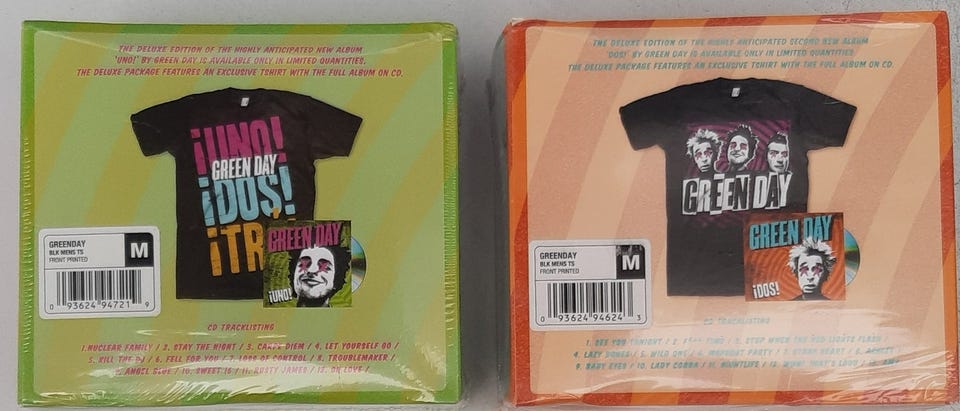 THE DELUXE EDITION OF THE HIGHLY ANTICIPATED NEW ALBUM
'UNO!' BY GREEN DAY IS AVAILABLE ONLY IN LIMITED QUANTITIES.
THE DELUXE PACKAGE FEATURES AN EXCLUSIVE TSHIRT WITH THE FULL ALBUM ON CD.
¡UNO!
GREEN DAY
¡DOS!
¡TR
GREEN DAY
¡UNO!
GREENDAY
BLK MENS TS
FRONT PRINTED
M
0 93624 94721 9
CD TRACKLISTING
1.NUCLEAR FAMILY / 2. STAY THE NIGHT / 3. CARPE DIEM / 4. LET YOURSELF GO /
5. KILL THE DJ / 6. FELL FOR YOU / 7. LOSS OF CONTROL / 8. TROUBLEMAKER /
9. ANGEL BLUE / 10. SWEET 16 / 11. RUSTY JAMES / 12. OH LOVE /
THE DELUXE EDITION OF THE HIGHLY ANTICIPATED SECOND NEW ALBUM
'DOS!' BY GREEN DAY IS AVAILABLE ONLY IN LIMITED QUANTITIES.
THE DELUXE PACKAGE FEATURES AN EXCLUSIVE TSHIRT WITH THE FULL ALBUM ON CD.
GREEN DAY
GREEN DAY
¡DOS!
GREENDAY
BLK MENS TS
FRONT PRINTED
M
0 93624 94624 3
CD TRACKLISTING
1. SEE YOU TONIGHT / 2. TIME / 3. STOP WHEN THE RED LIGHTS FLASH /
4. LAZY BONES / 5. WILD ONE / 6. MAKEOUT PARTY / 7. STRAY HEART / 8. ASHLEY /
9. BABY EYES / 10. LADY COBRA / 11. NIGHTLIFE / 12. WOW! THAT'S LOUD / 13. AMY